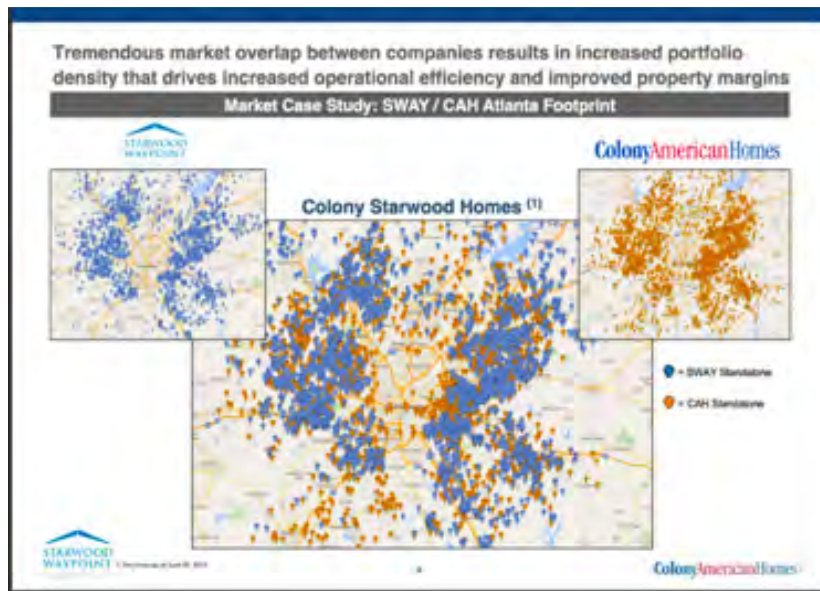 Tremendous market overlap between companies results in increased portfolio
density that drives increased operational efficiency and improved property margins
Market Case Study: SWAY / CAH Atlanta Footprint
STARWOOD
WAYPOINT
ColonyAmericanHomes
Colony Starwood Homes (1)
= SWAY Standalone
= CAH Standalone
STARWOOD
WAYPOINT
ColonyAmericanHomes